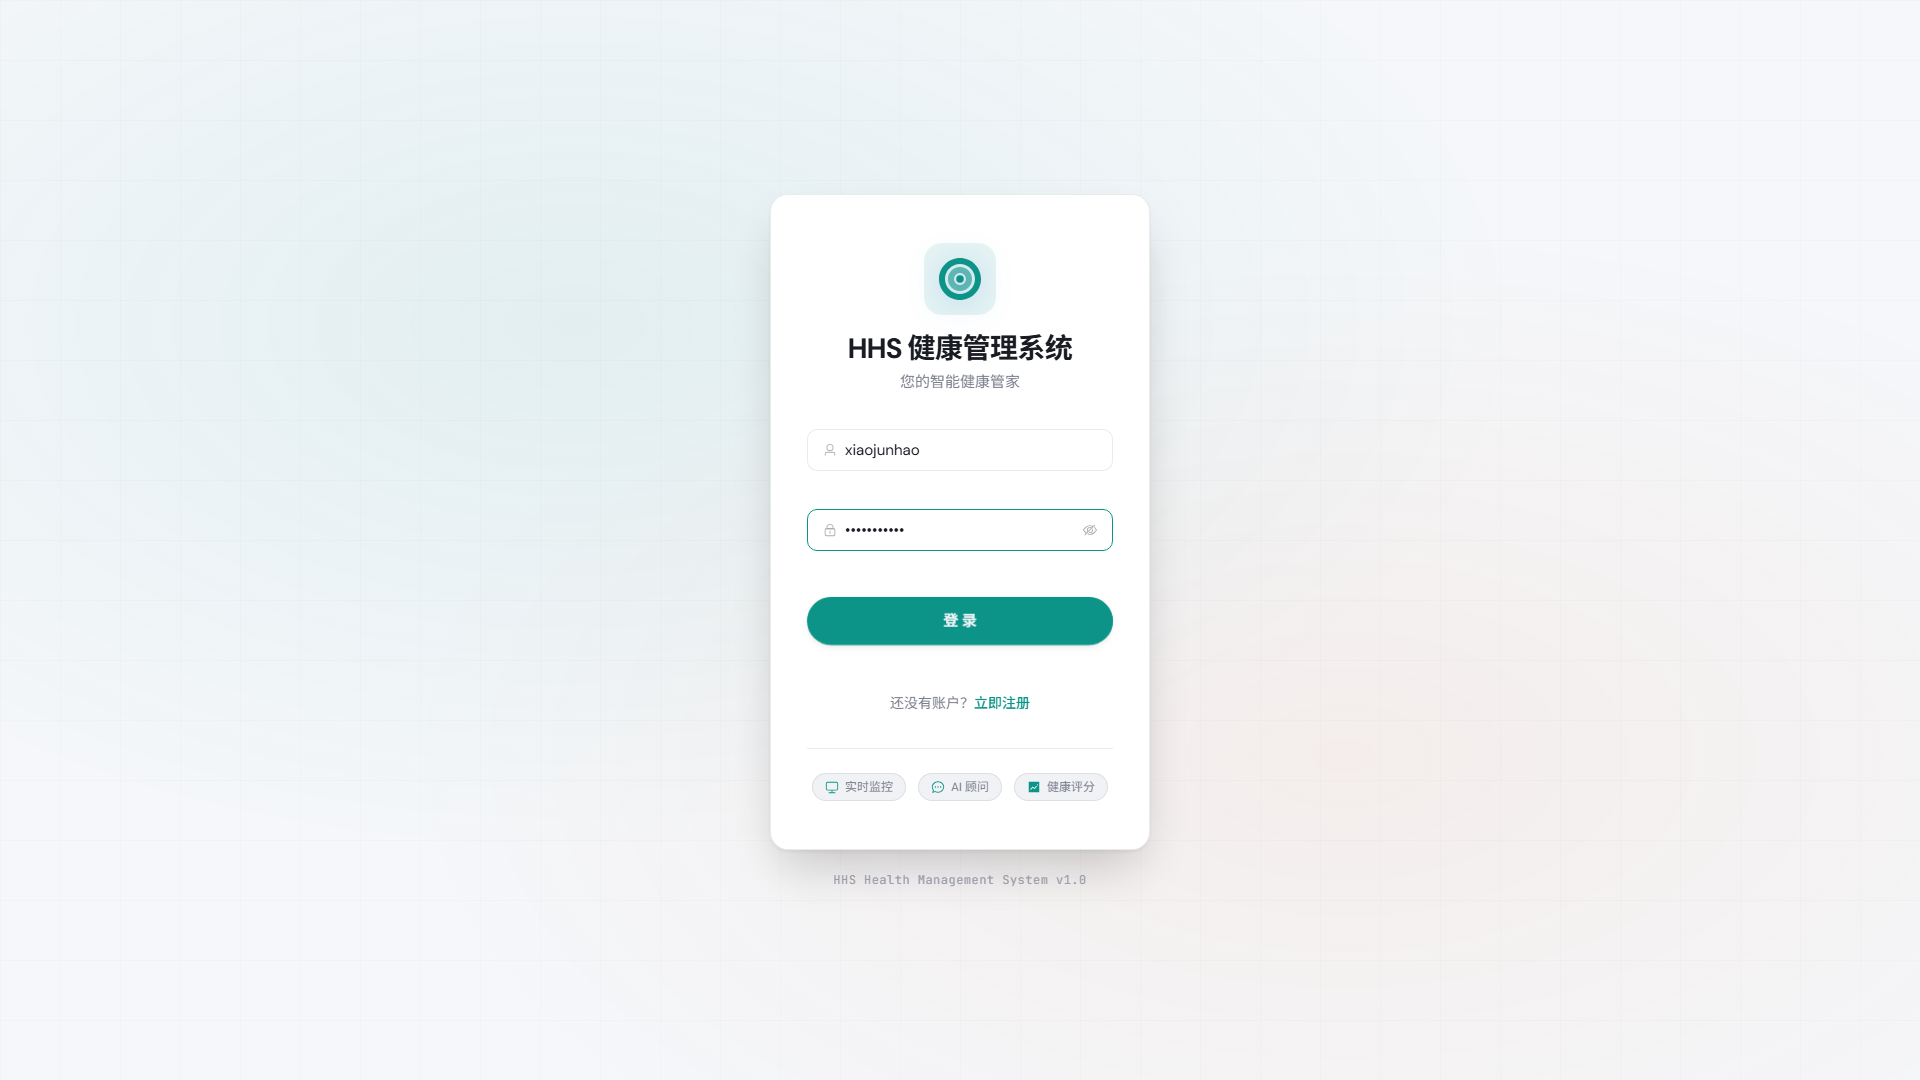 HHS 健康管理系统
您的智能健康管家
xiaojunhao
•••••••••••
登 录
还没有账户？立即注册
实时监控 AI 顾问 健康评分
HHS Health Management System v1.0